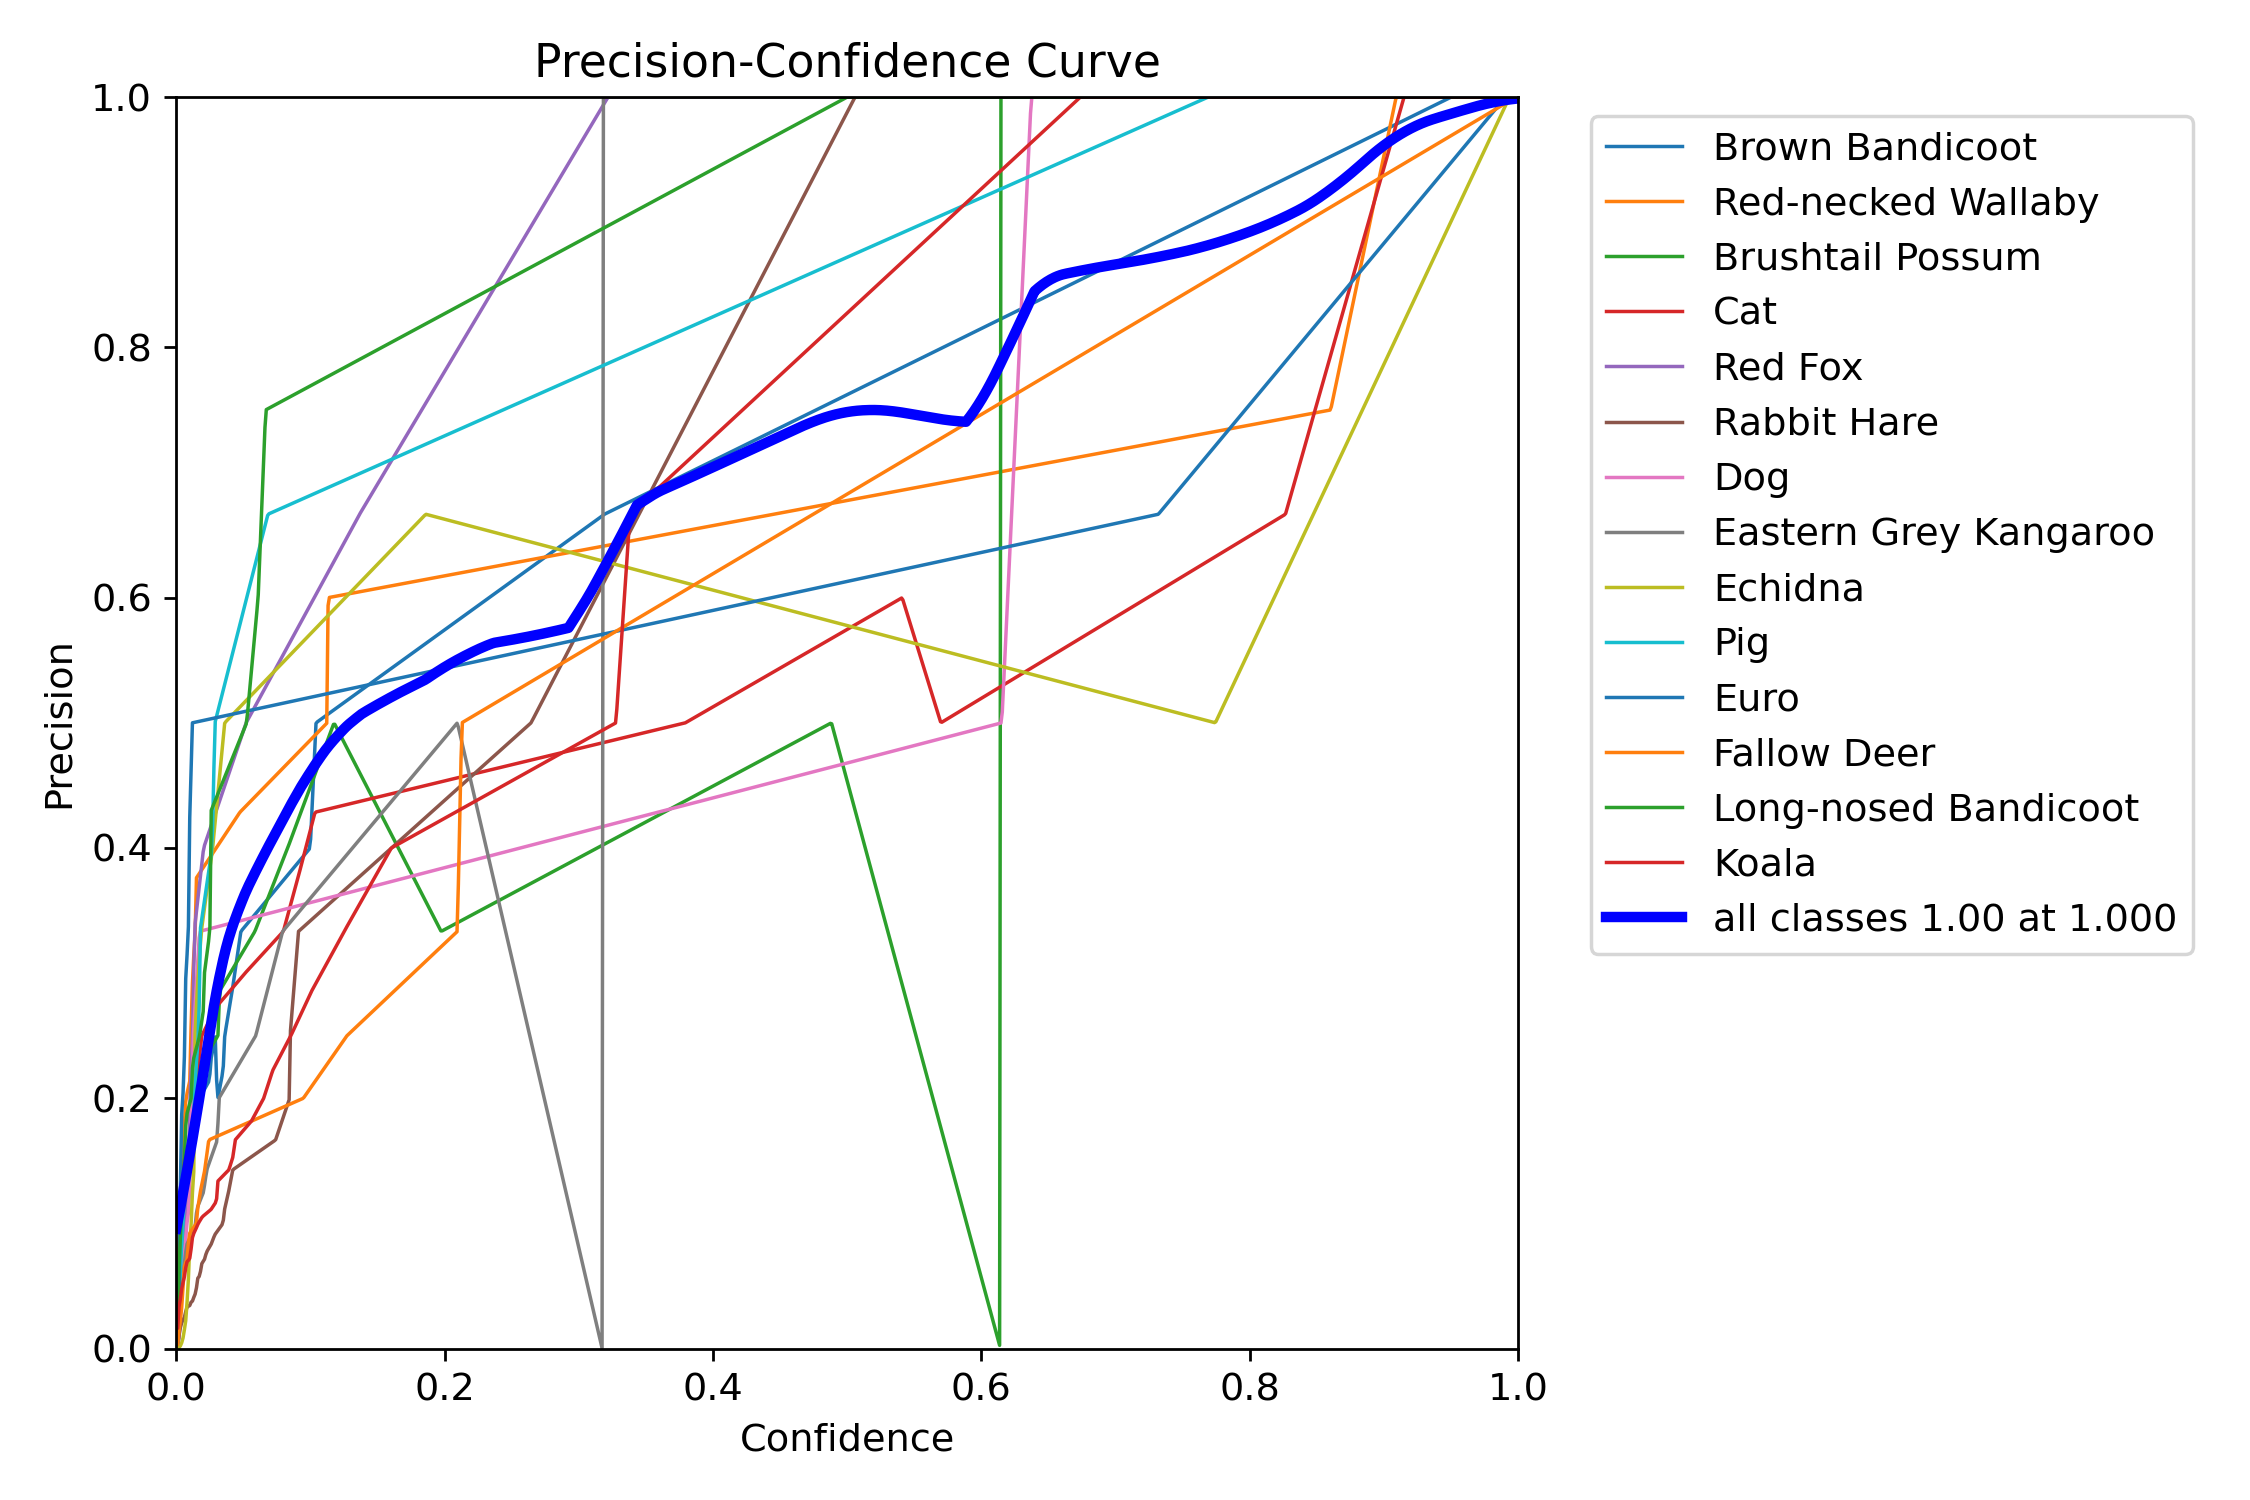 Precision-Confidence Curve
1.0
0.8
0.6
0.4
0.2
0.0
Precision
0.0 0.2 0.4 0.6 0.8 1.0
Confidence
Brown Bandicoot
Red-necked Wallaby
Brushtail Possum
Cat
Red Fox
Rabbit Hare
Dog
Eastern Grey Kangaroo
Echidna
Pig
Euro
Fallow Deer
Long-nosed Bandicoot
Koala
all classes 1.00 at 1.000